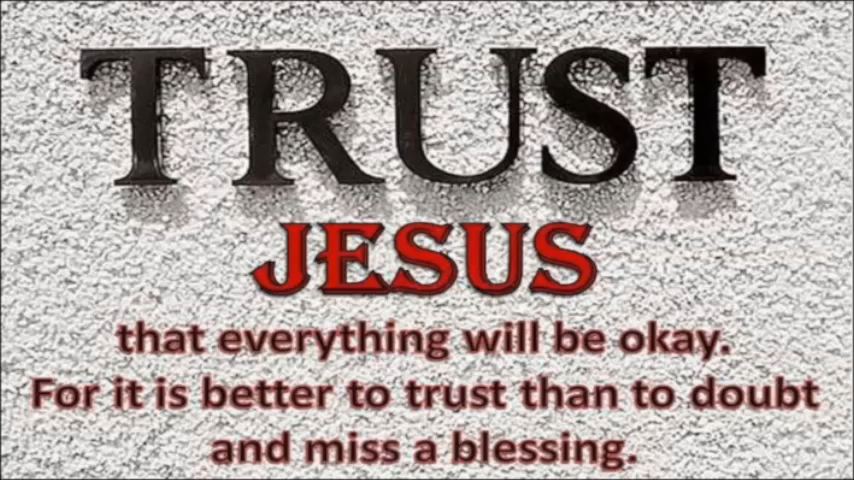 TRUST
JESUS
that everything will be okay.
For it is better to trust than to doubt
and miss a blessing.